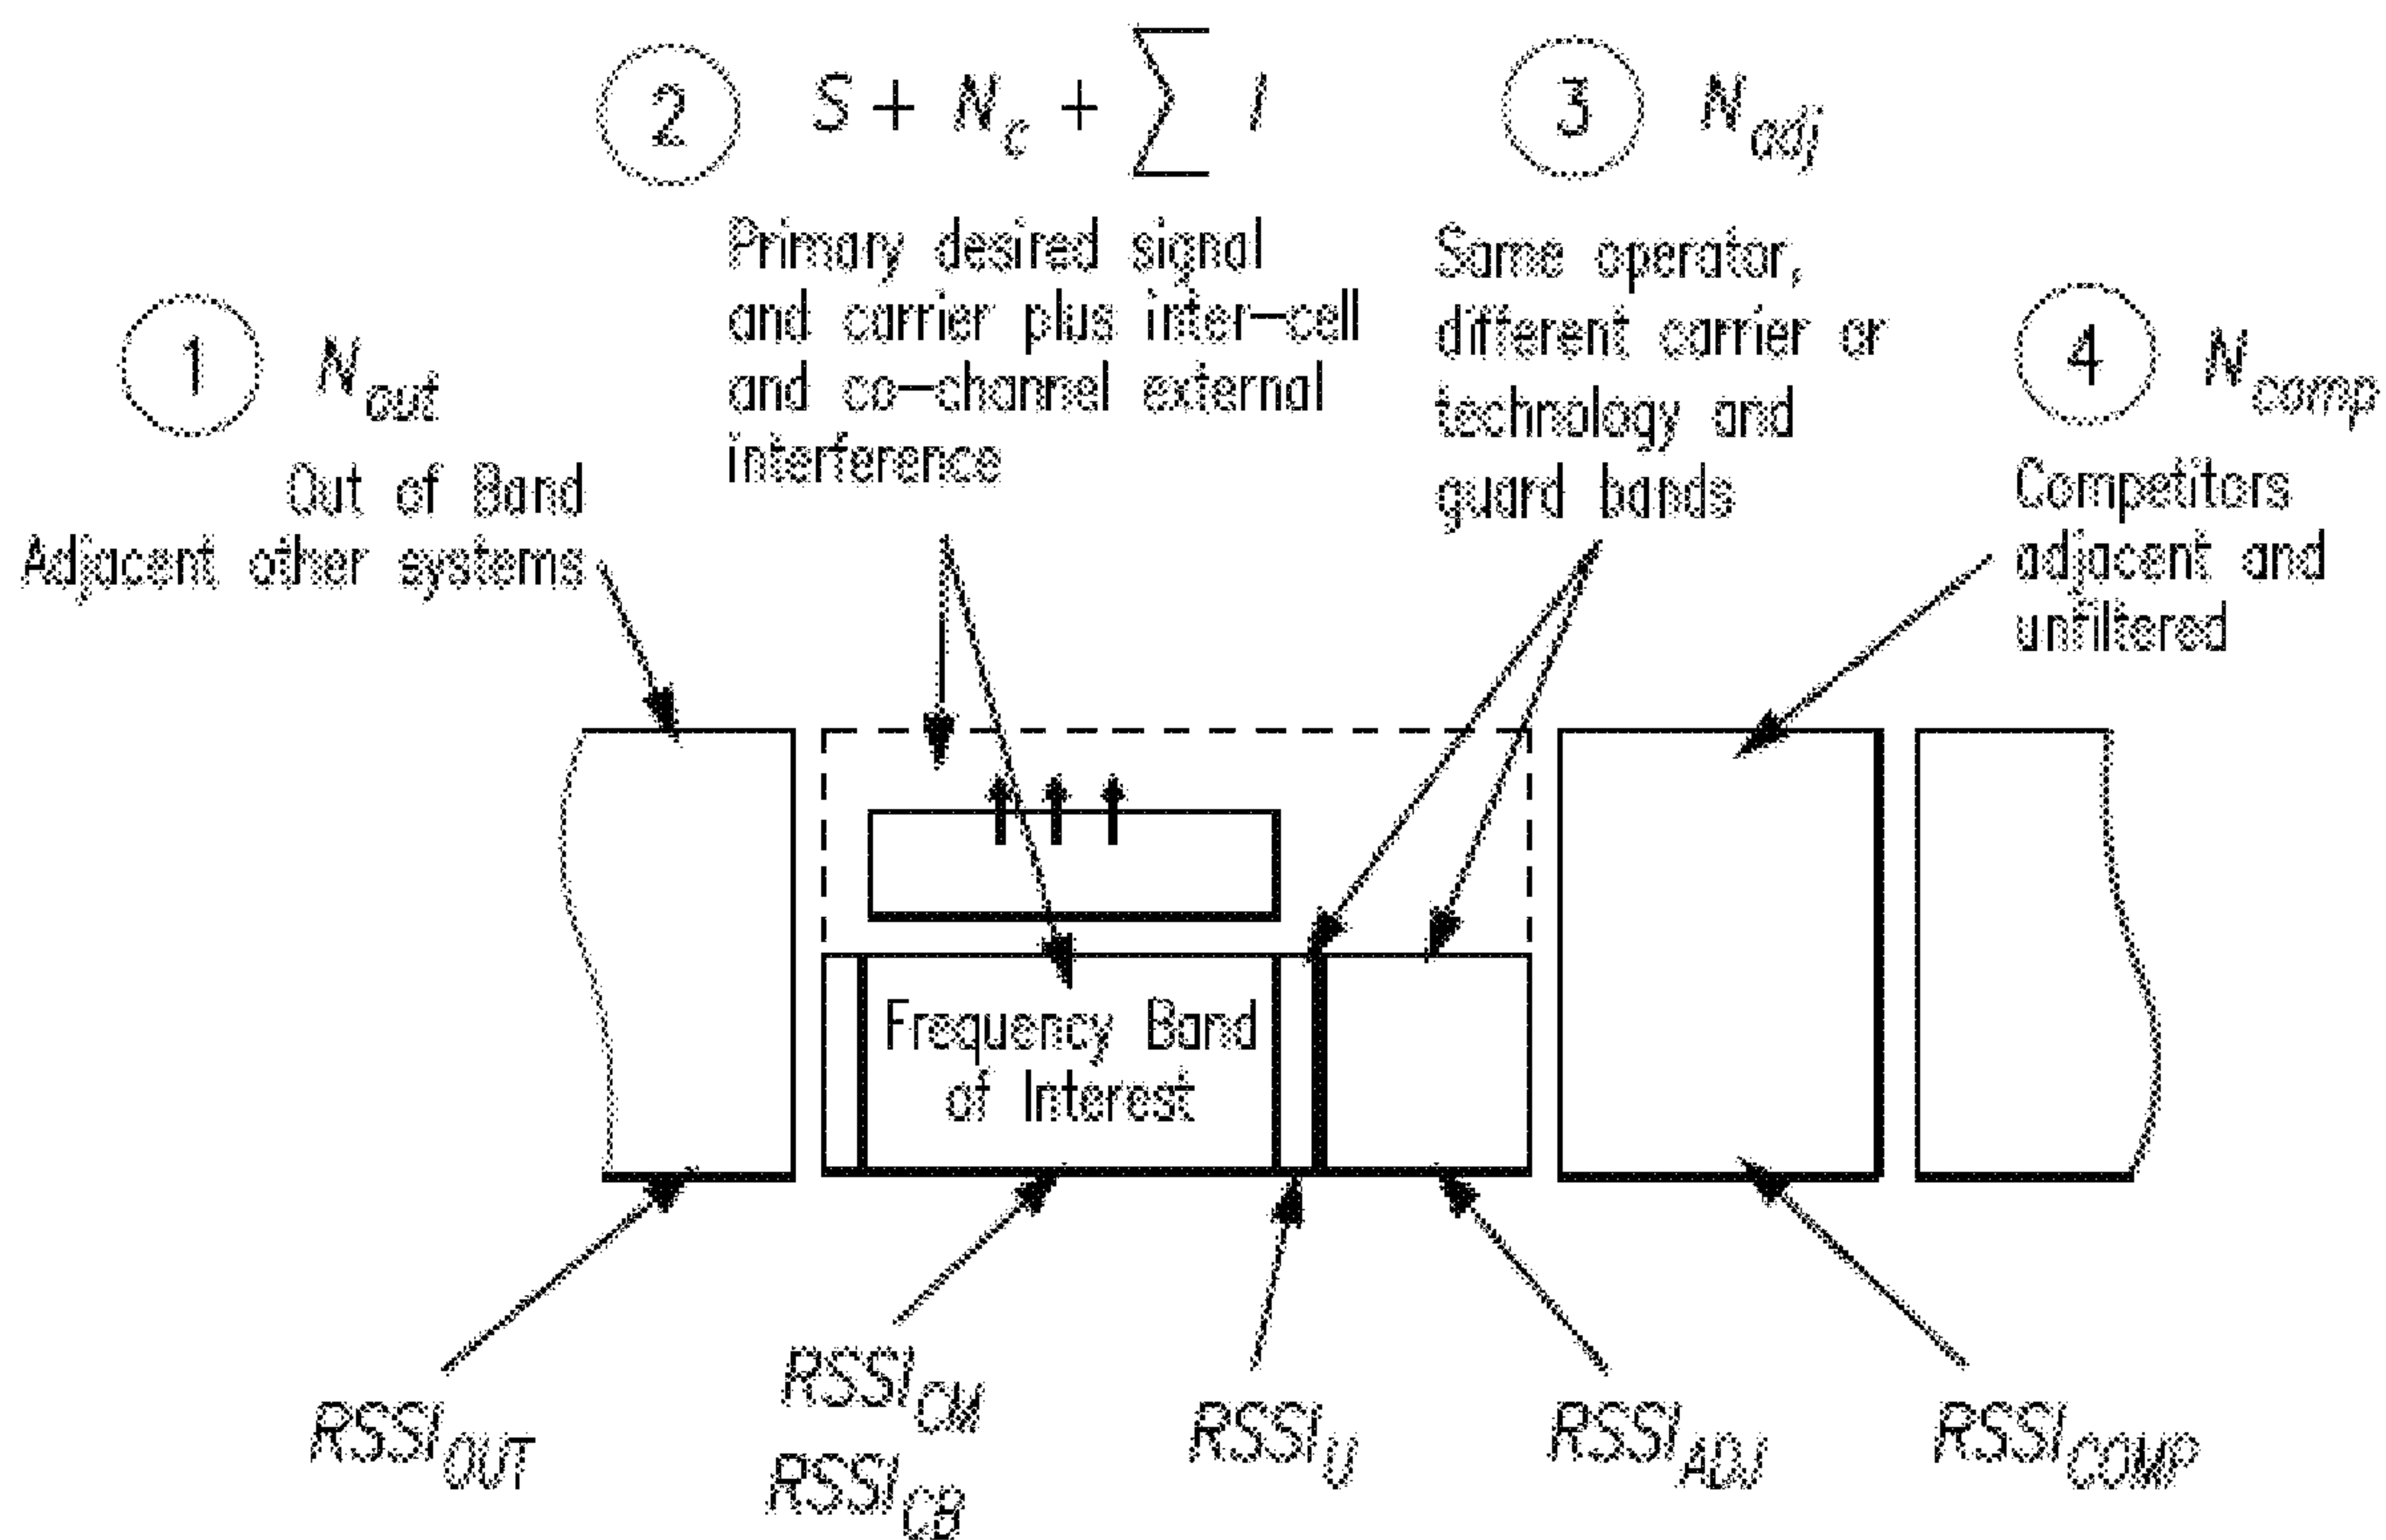 2 S + N_c + ∑ I
Primary desired signal
and carrier plus inter-cell
and co-channel external
interference
3 N_adj
Same operator,
different carrier or
technology and
guard bands
1 N_out
Out of Band
Adjacent other systems
4 N_comp
Competitors
adjacent and
unfiltered
Frequency Band
of Interest
RSSI_OUT
RSSI_CM
RSSI_CB
RSSI_U
RSSI_ADJ
RSSI_COMP